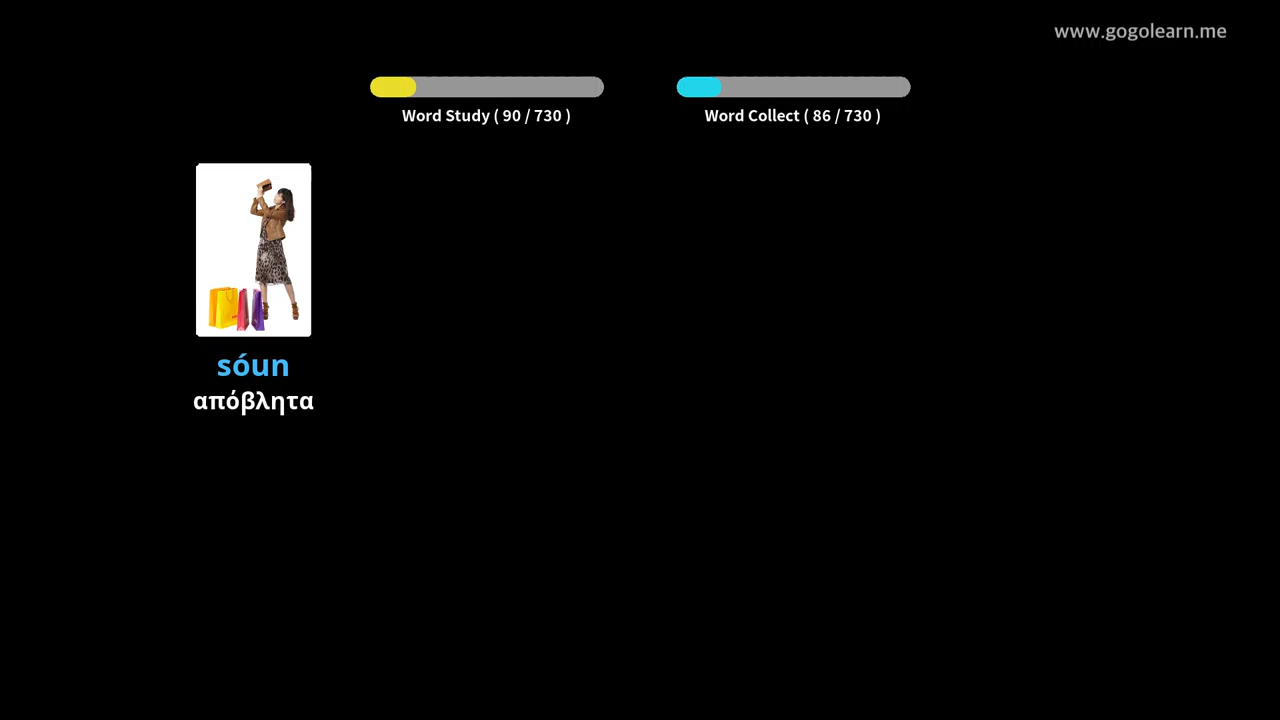 www.gogolearn.me
Word Study ( 90 / 730 )
Word Collect ( 86 / 730 )
sóun
απόβλητα